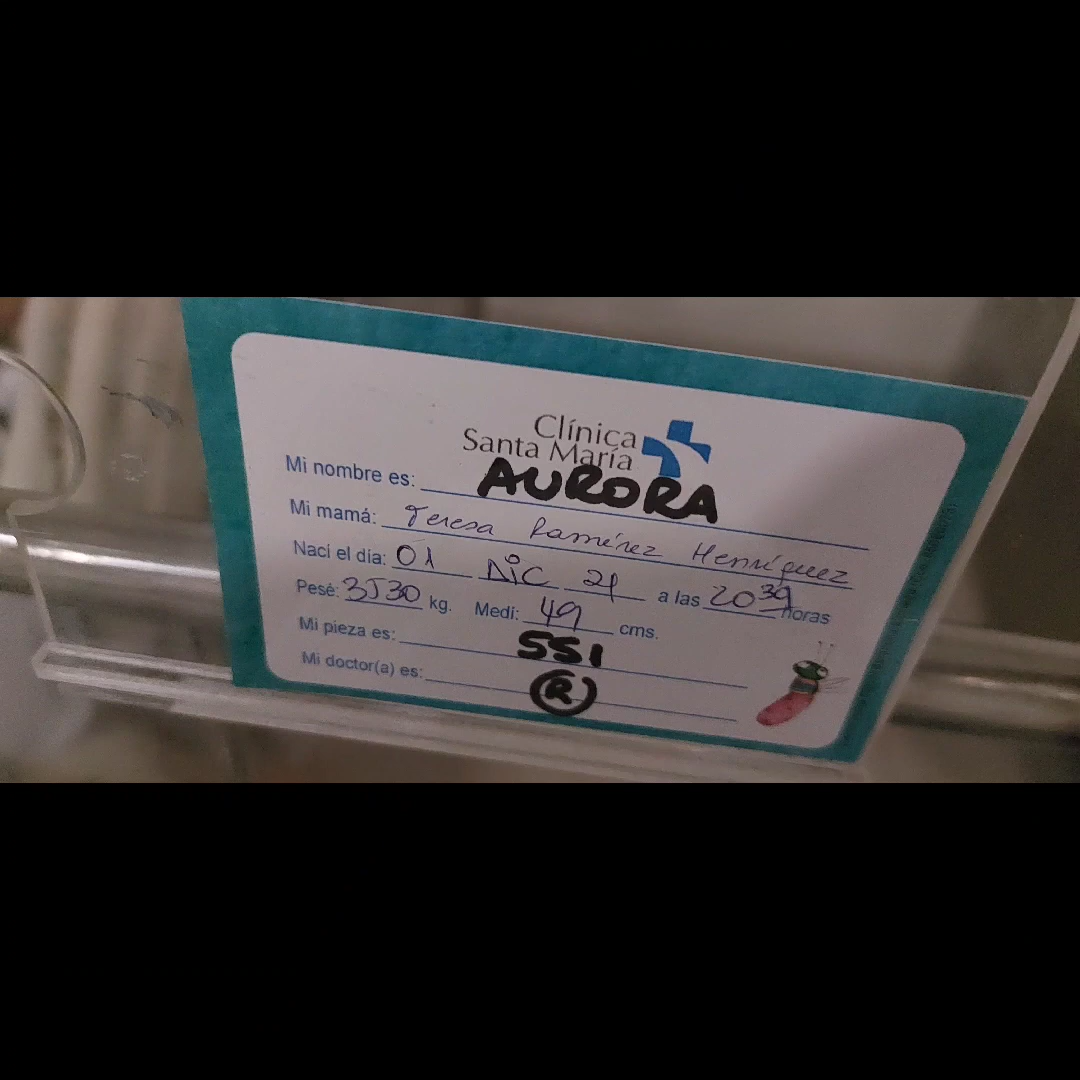 Clínica
Santa María
Mi nombre es: AURORA
Mi mamá: Teresa Ramírez Henríquez
Nací el día: 01 Dic 21 a las 20 39 horas
Pesé: 3530 kg. Medí: 49 cms.
Mi pieza es: 551
Mi doctor(a) es: R